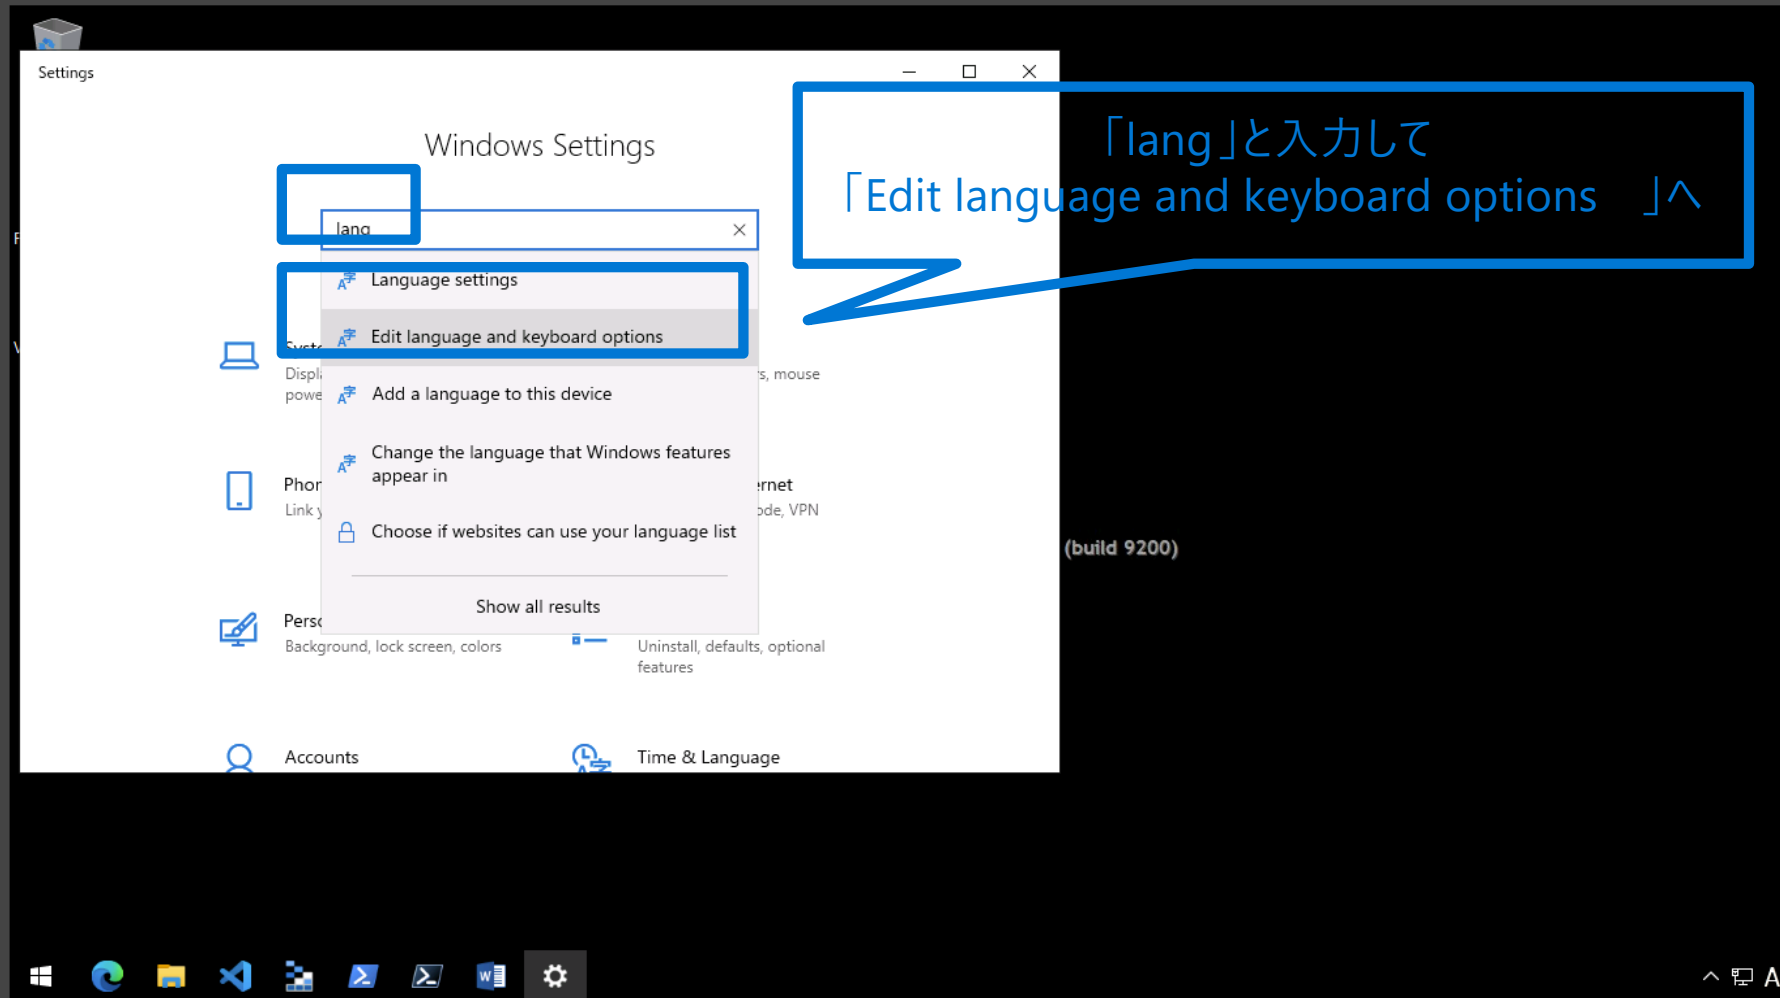 Settings
Windows Settings
「lang」と入力して
「Edit language and keyboard options　」へ
lang
Language settings
Edit language and keyboard options
Add a language to this device
Change the language that Windows features
appear in
Choose if websites can use your language list
Show all results
s, mouse
ode, VPN
Background, lock screen, colors
Uninstall, defaults, optional
features
Accounts
Time & Language
(build 9200)
A